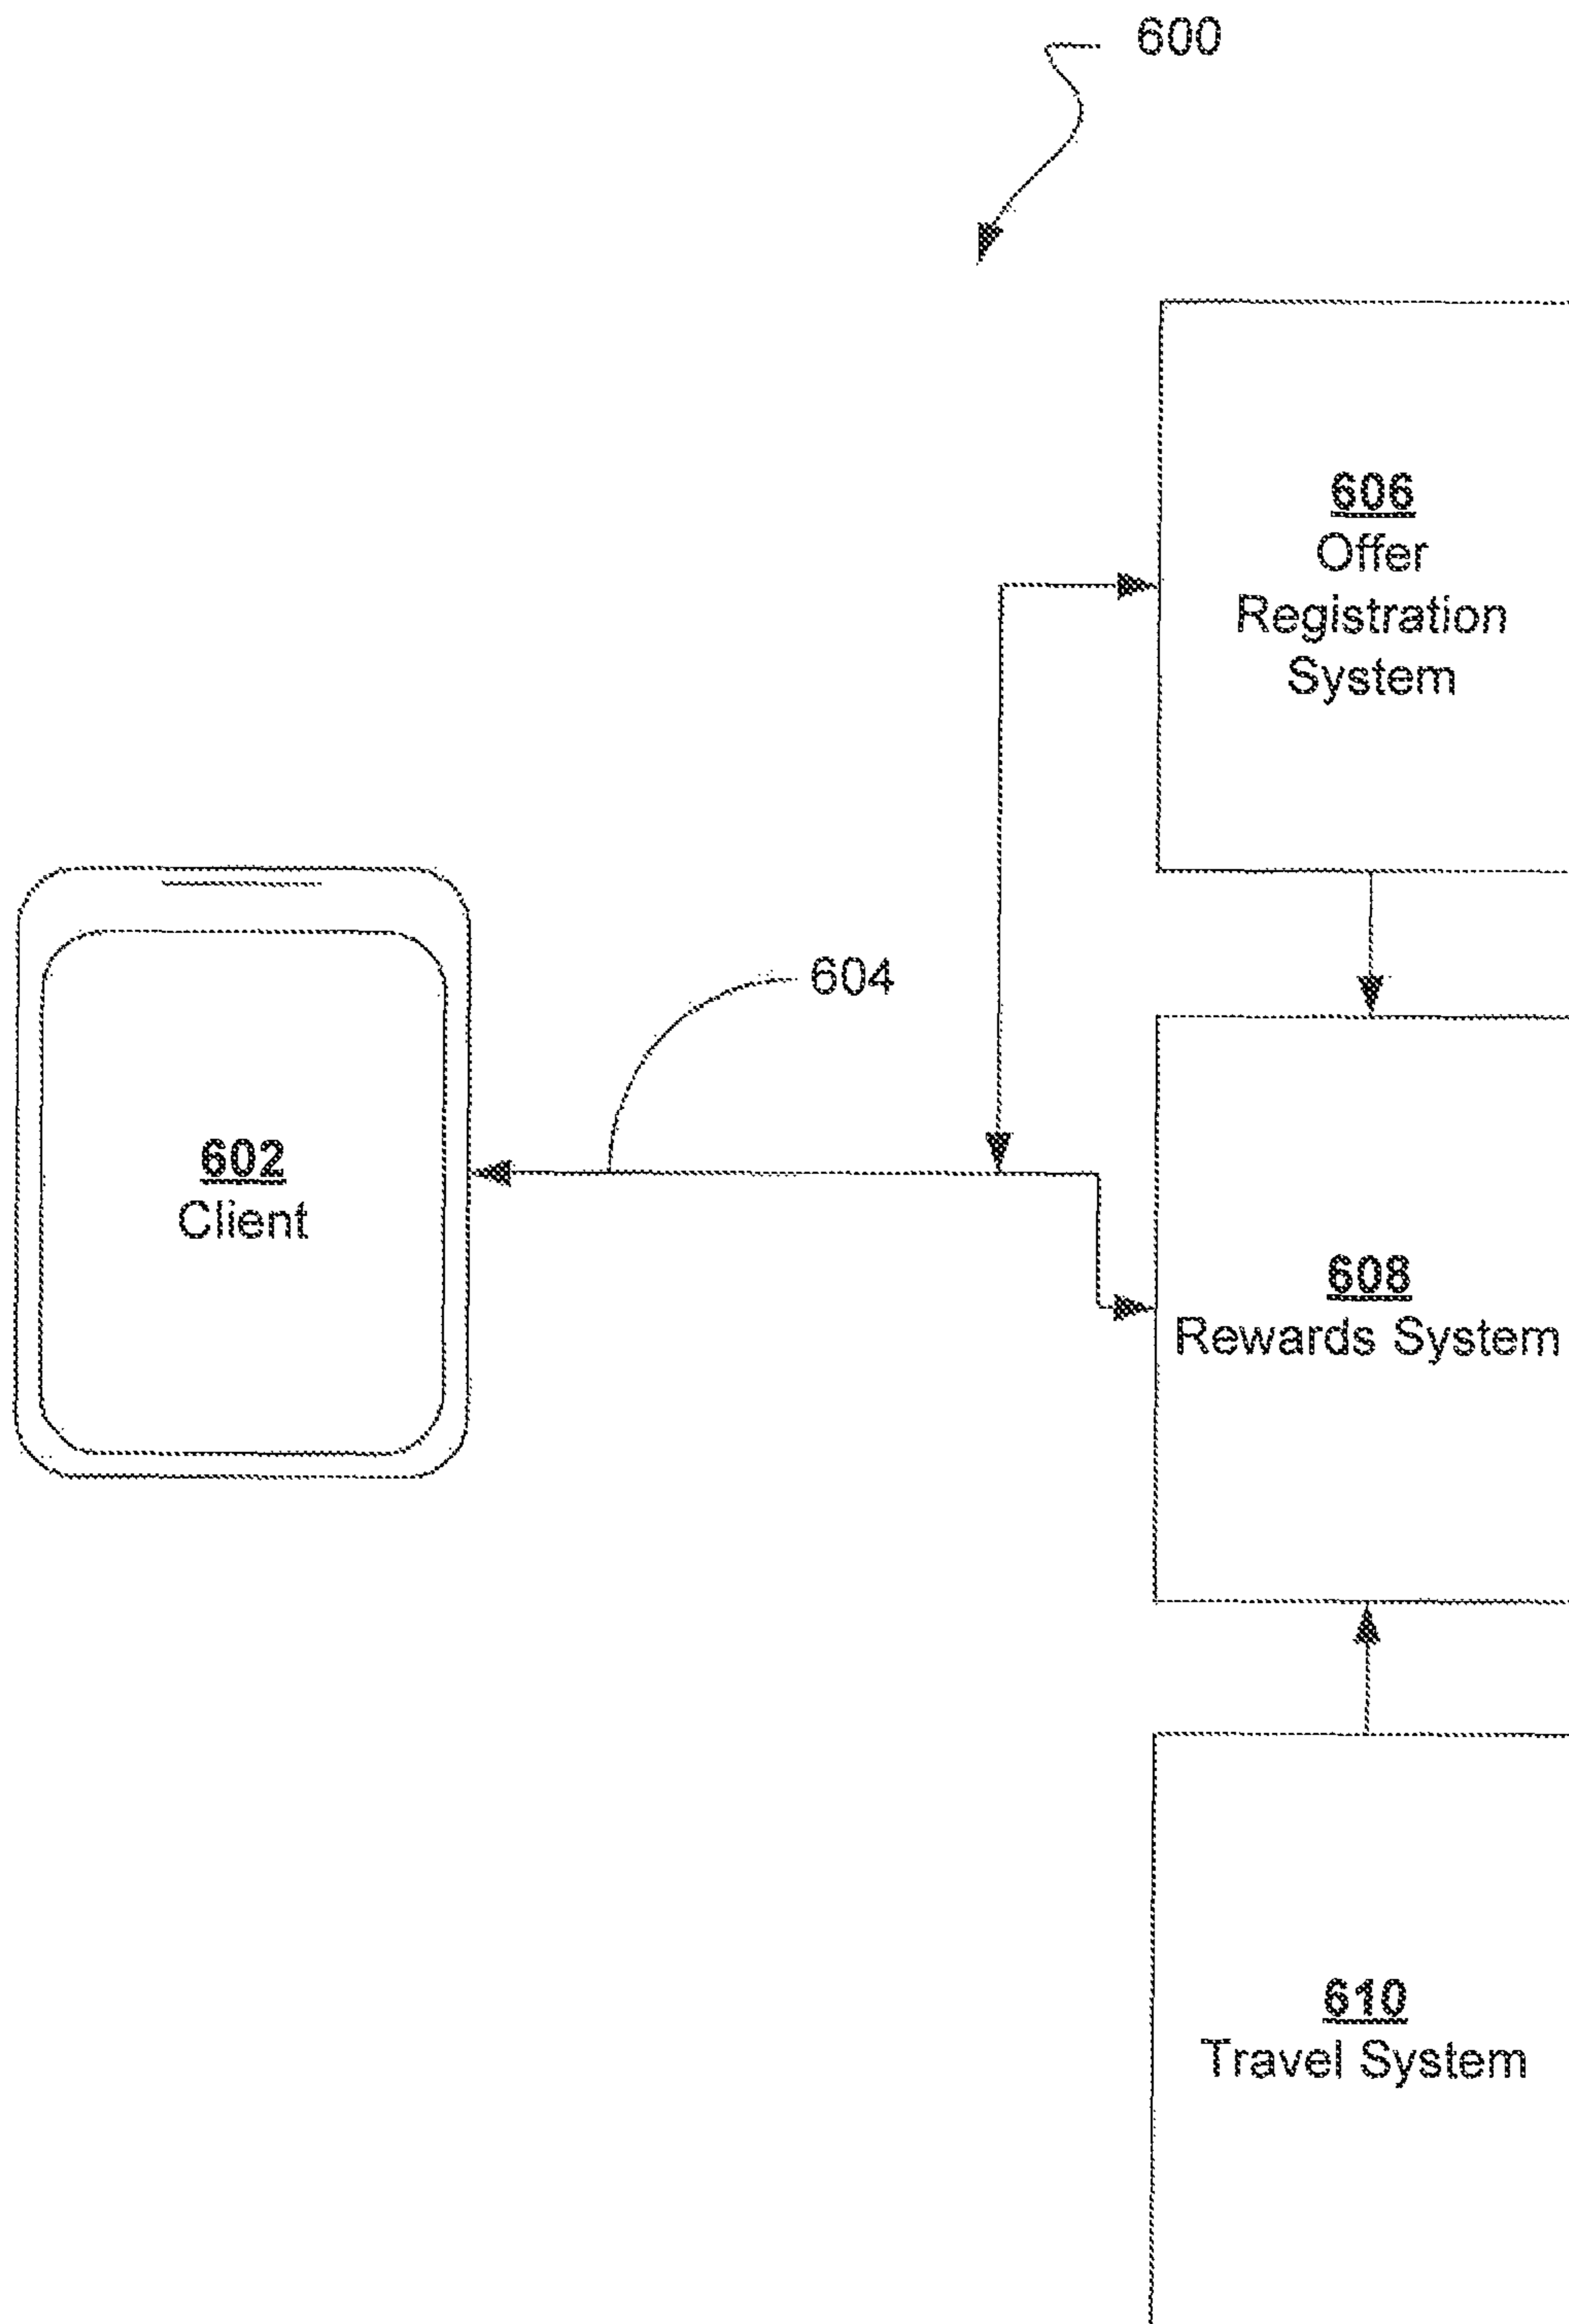 600
606
Offer
Registration
System
604
602
Client
608
Rewards System
610
Travel System